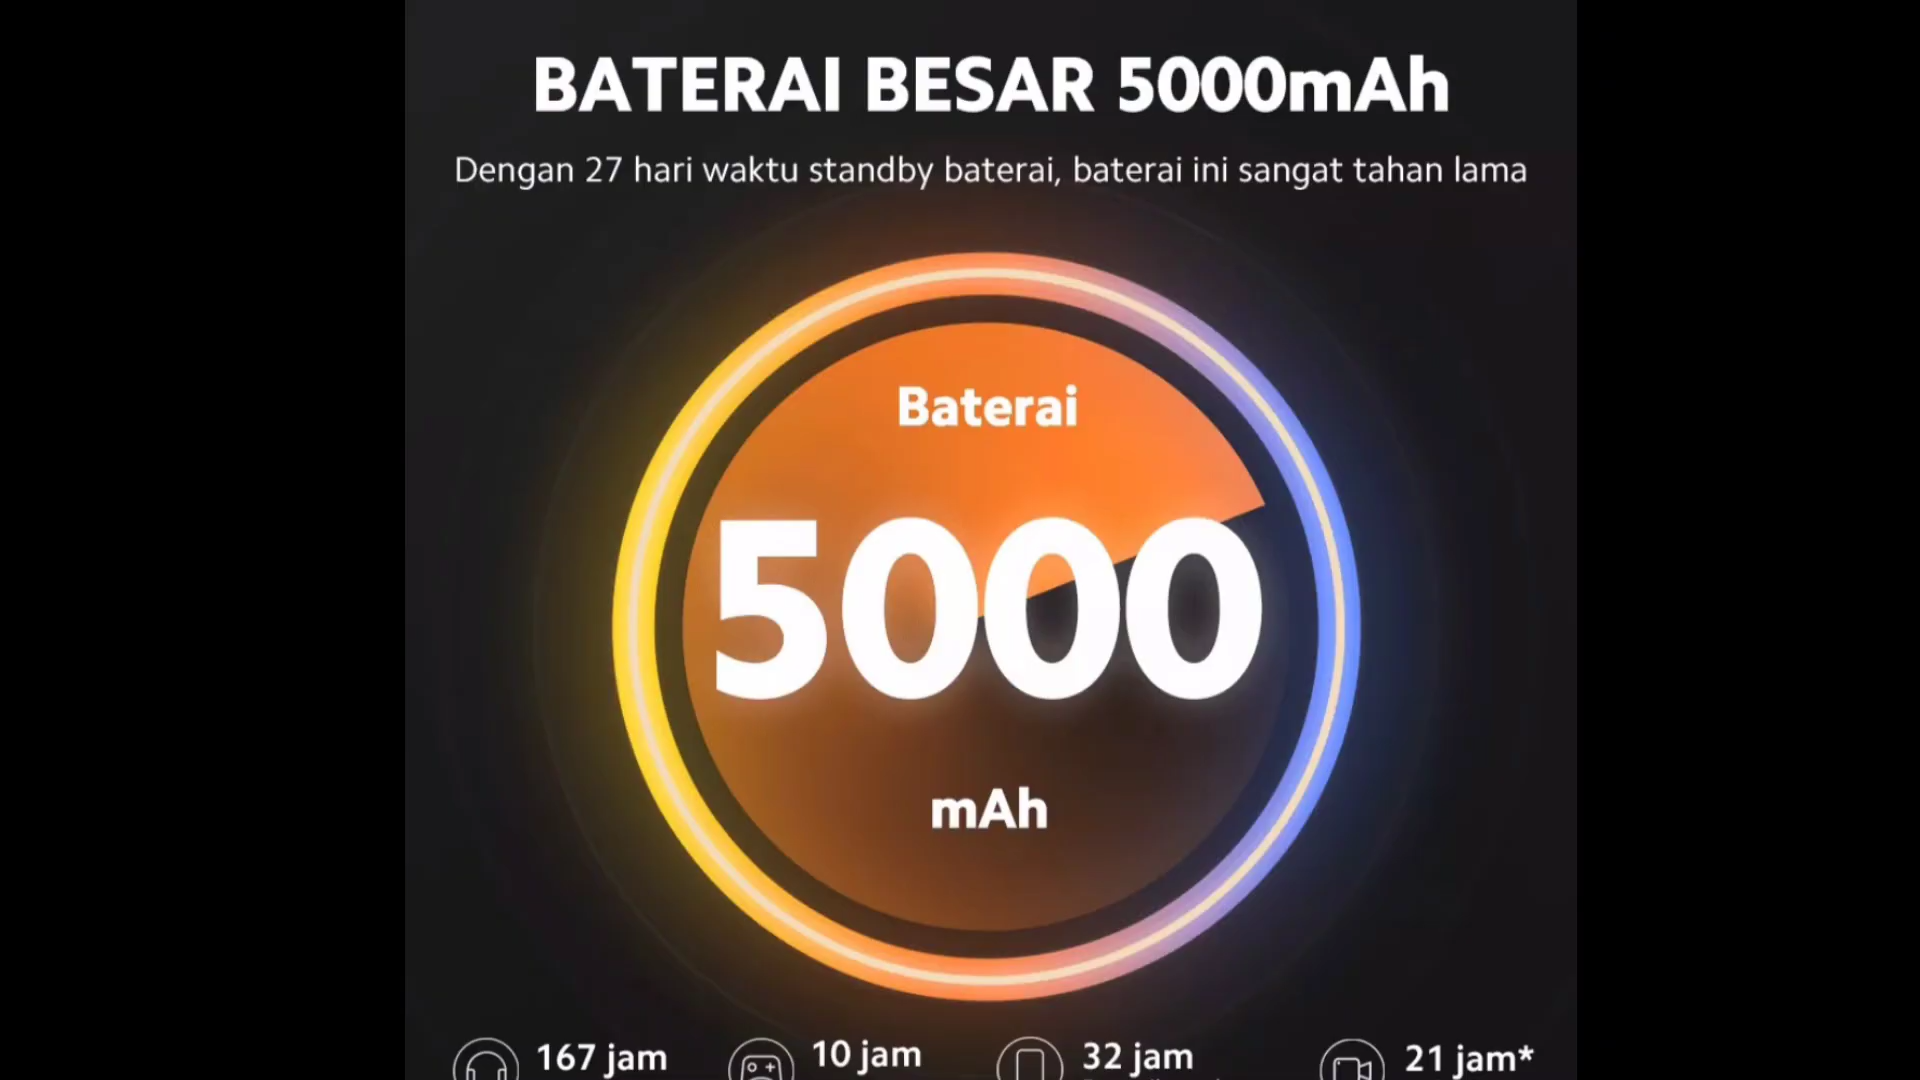 BATERAI BESAR 5000mAh
Dengan 27 hari waktu standby baterai, baterai ini sangat tahan lama
Baterai
5000
mAh
167 jam 10 jam 32 jam 21 jam*